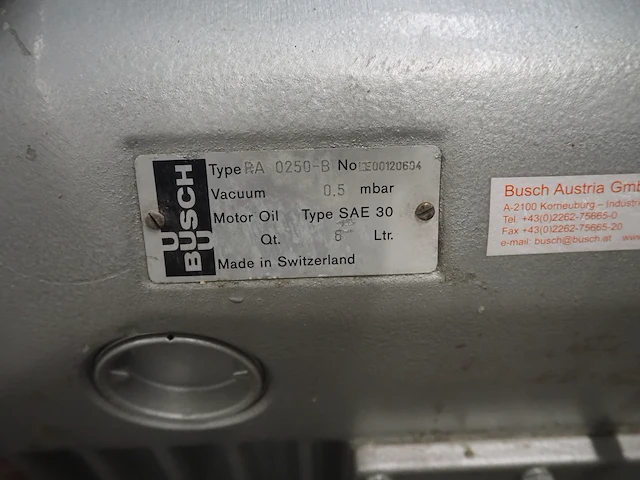 BUSCH
Type RA 0250-B No CE00120604
Vacuum 0.5 mbar
Motor Oil Type SAE 30
Qt. Ltr.
Made in Switzerland
Busch Austria Gmb
A-2100 Korneuburg – Industri
Tel. +43(0)2262-75665-0
Fax +43(0)2262-75665-20
e-mail: busch@busch.at www.